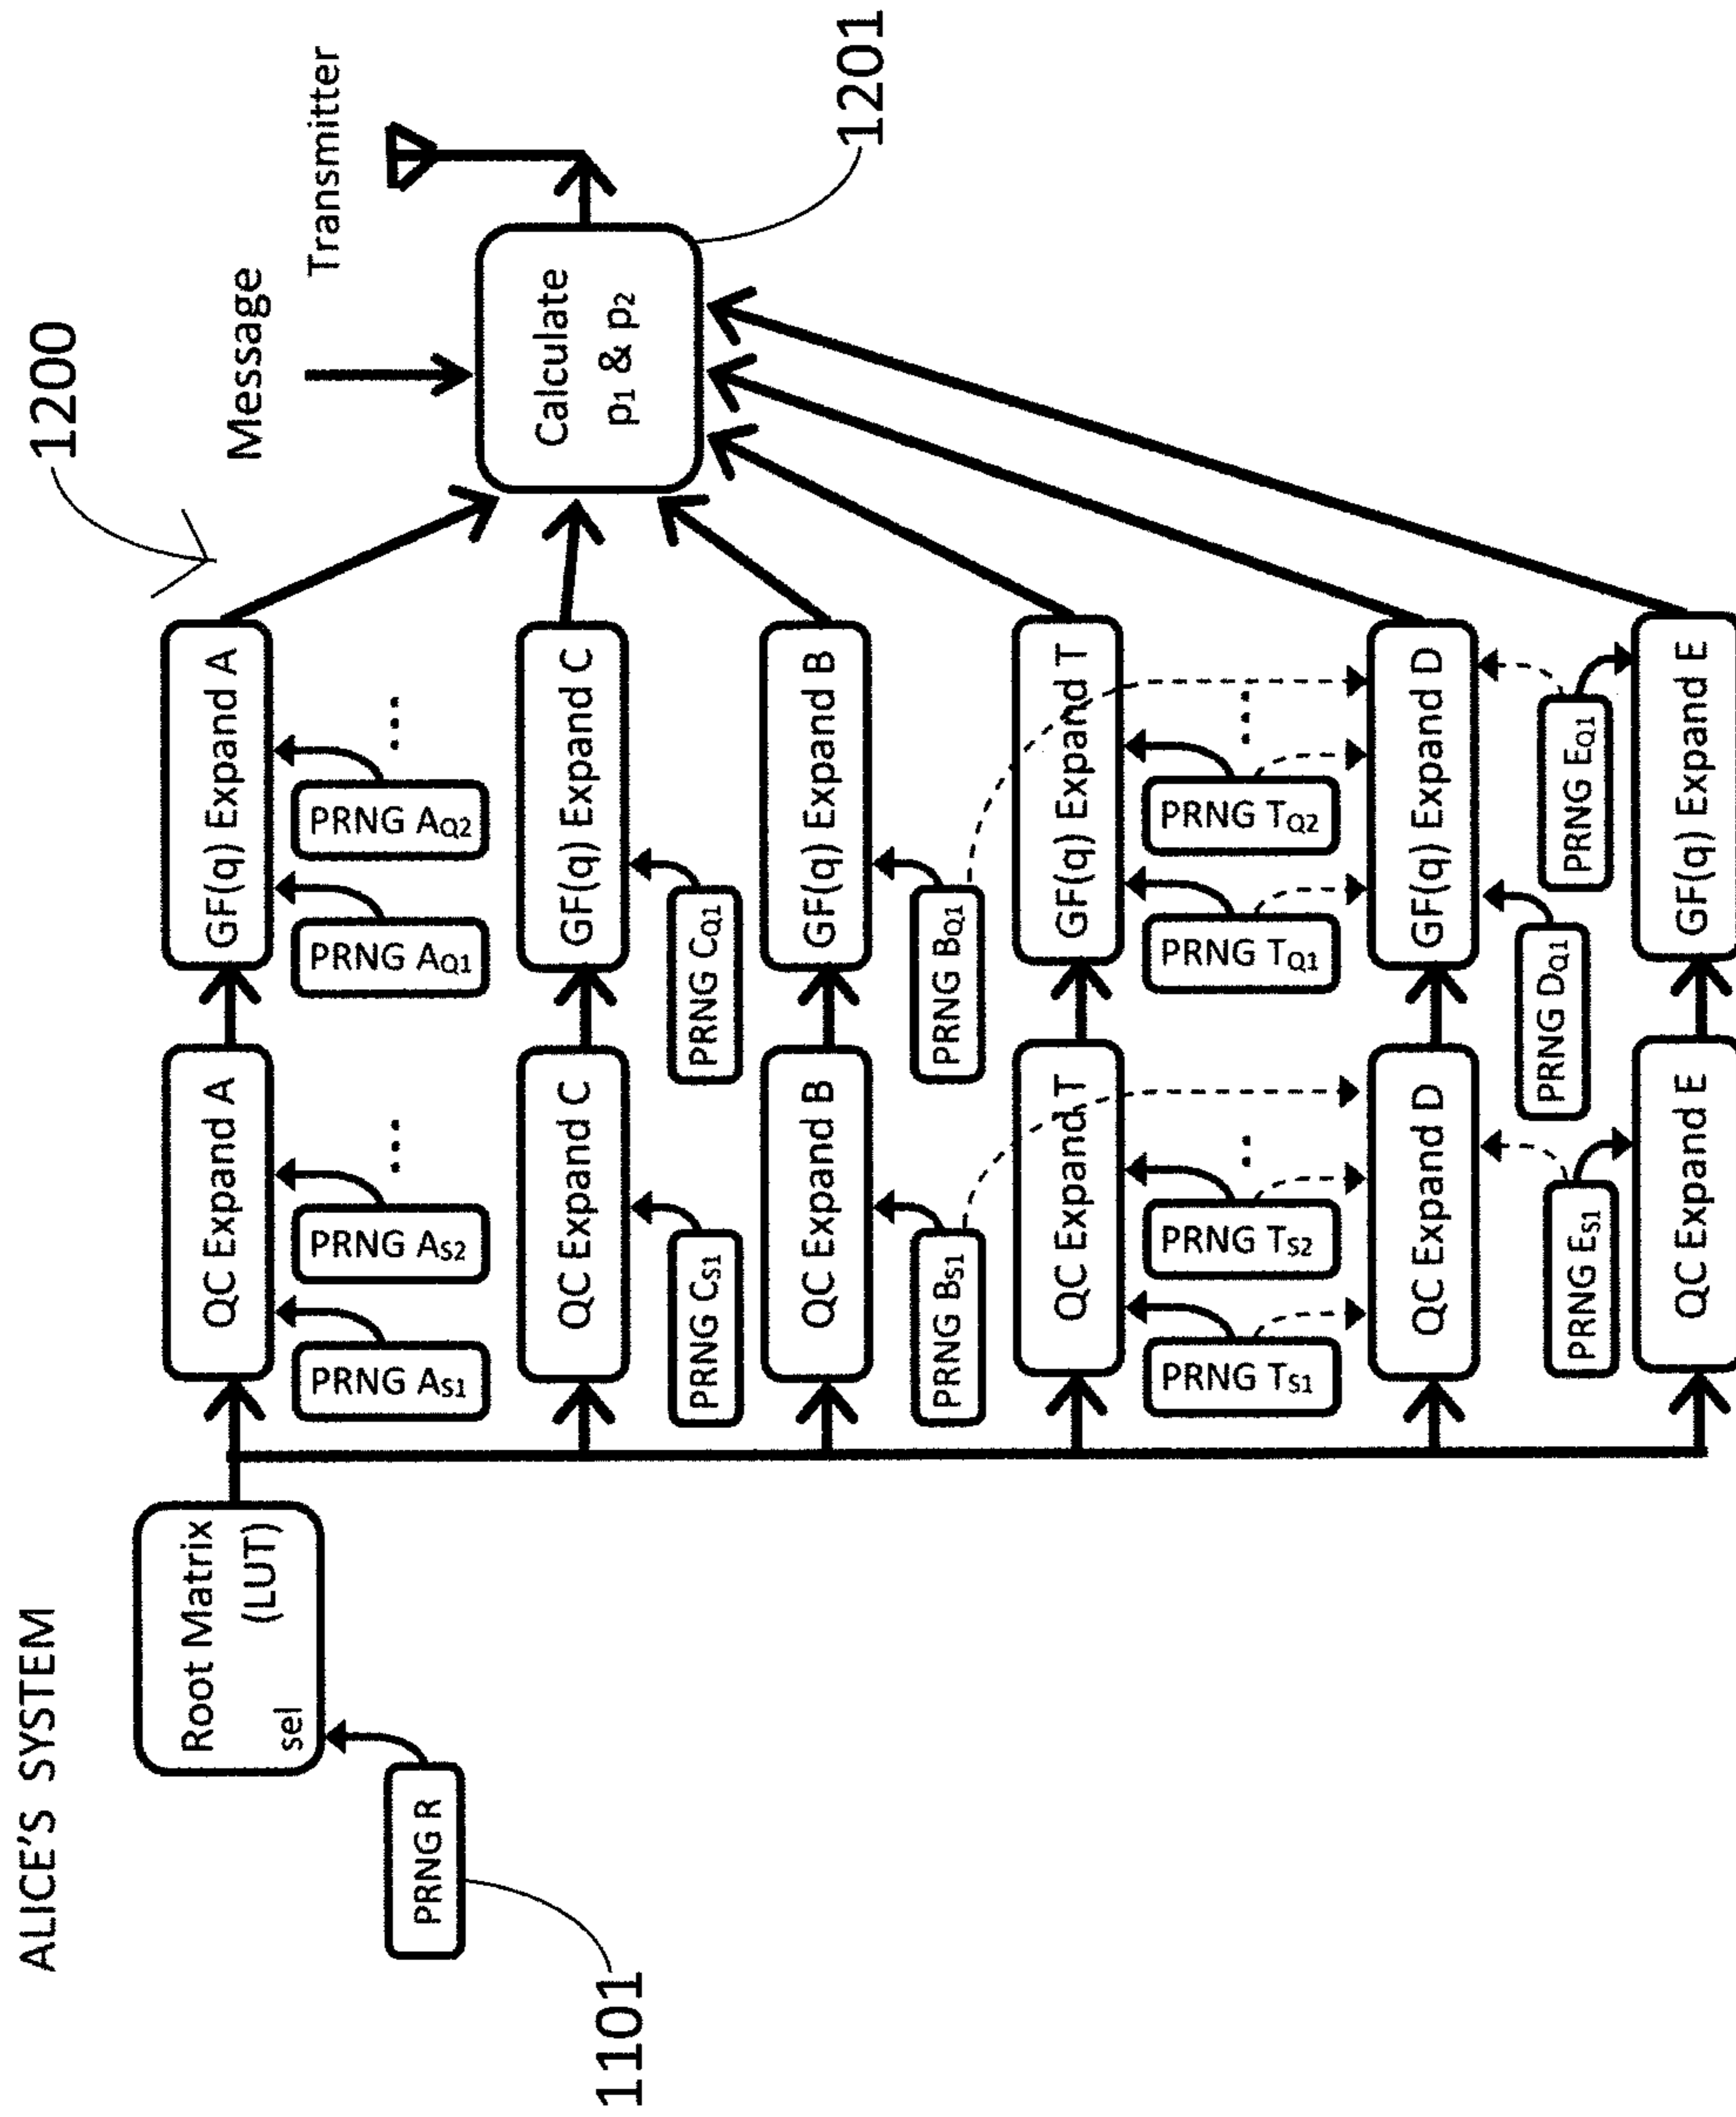 ALICE'S SYSTEM
1200
Message
Transmitter
Root Matrix
(LUT)
sel
PRNG R
1101
QC Expand A
GF(q) Expand A
PRNG AS1
PRNG AS2
...
PRNG AQ1
PRNG AQ2
...
Calculate
p1 & p2
1201
QC Expand C
GF(q) Expand C
PRNG CS1
PRNG CQ1
QC Expand B
GF(q) Expand B
PRNG BS1
PRNG BQ1
QC Expand T
GF(q) Expand T
PRNG TS1
PRNG TS2
...
PRNG TQ1
PRNG TQ2
...
QC Expand D
GF(q) Expand D
PRNG ES1
PRNG DQ1
PRNG EQ1
QC Expand E
GF(q) Expand E